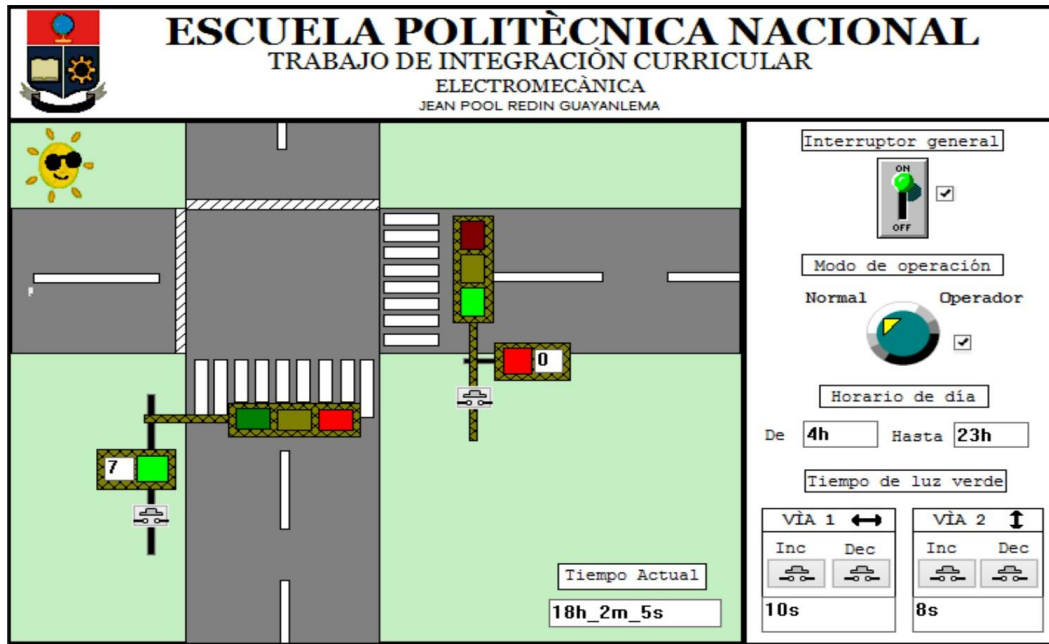 ESCUELA POLITÈCNICA NACIONAL
TRABAJO DE INTEGRACIÒN CURRICULAR
ELECTROMECÀNICA
JEAN POOL REDIN GUAYANLEMA
Interruptor general
ON
OFF
Modo de operación
Normal Operador
0
Horario de día
De 4h Hasta 23h
7
Tiempo de luz verde
VÌA 1 VÌA 2
Inc Dec Inc Dec
Tiempo Actual
18h_2m_5s
10s 8s